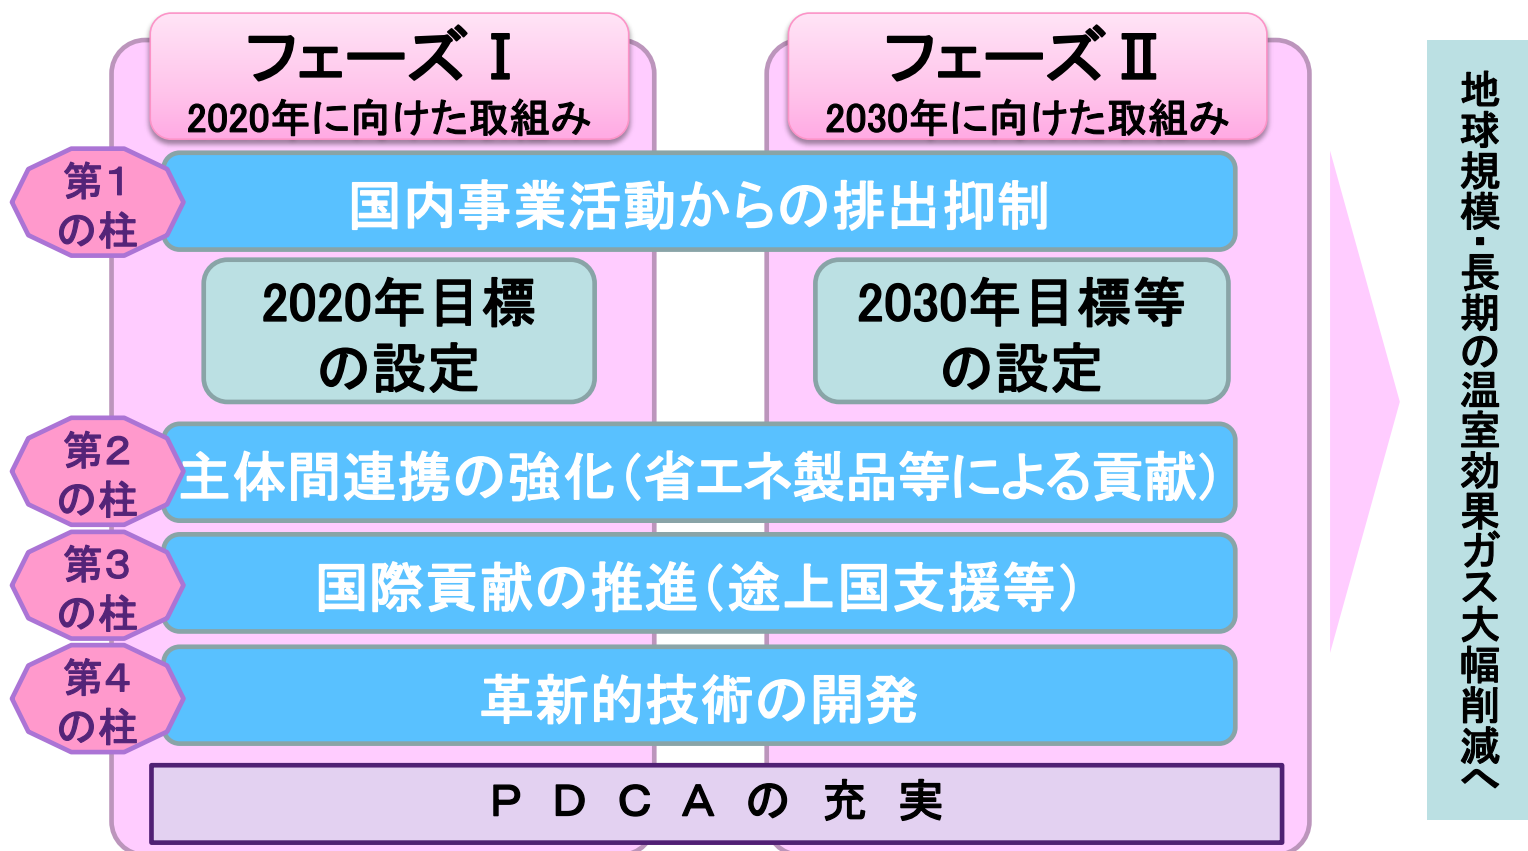 フェーズ Ⅰ
2020年に向けた取組み
フェーズ Ⅱ
2030年に向けた取組み
第１
の柱
国内事業活動からの排出抑制
2020年目標
の設定
2030年目標等
の設定
第２
の柱
主体間連携の強化（省エネ製品等による貢献）
第３
の柱
国際貢献の推進（途上国支援等）
第４
の柱
革新的技術の開発
ＰＤＣＡの充実
地球規模・長期の温室効果ガス大幅削減へ